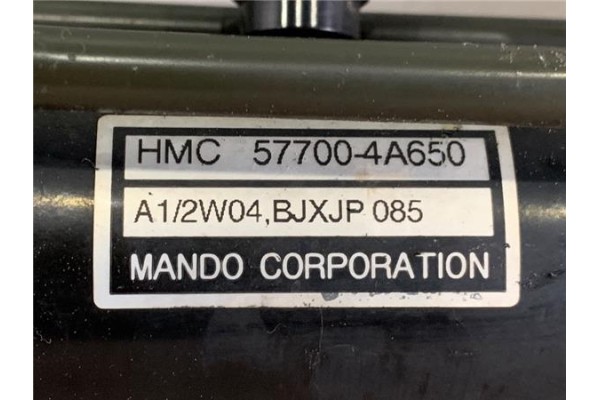 HMC 57700-4A650
A1/2W04,BJXJP 085
MANDO CORPORATION